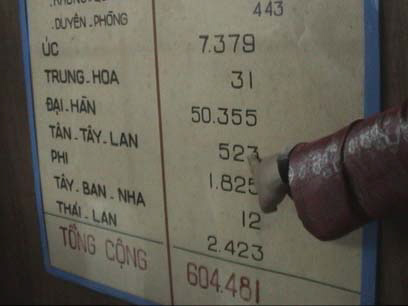 .DUYÊN-PHÒNG 443
ÚC 7.379
TRUNG-HOA 31
ĐẠI-HÀN 50.355
TÂN-TÂY-LAN 523
PHI 1.825
TÂY-BAN-NHA 12
THÁI-LAN 2.423
TỔNG CỘNG 604.481